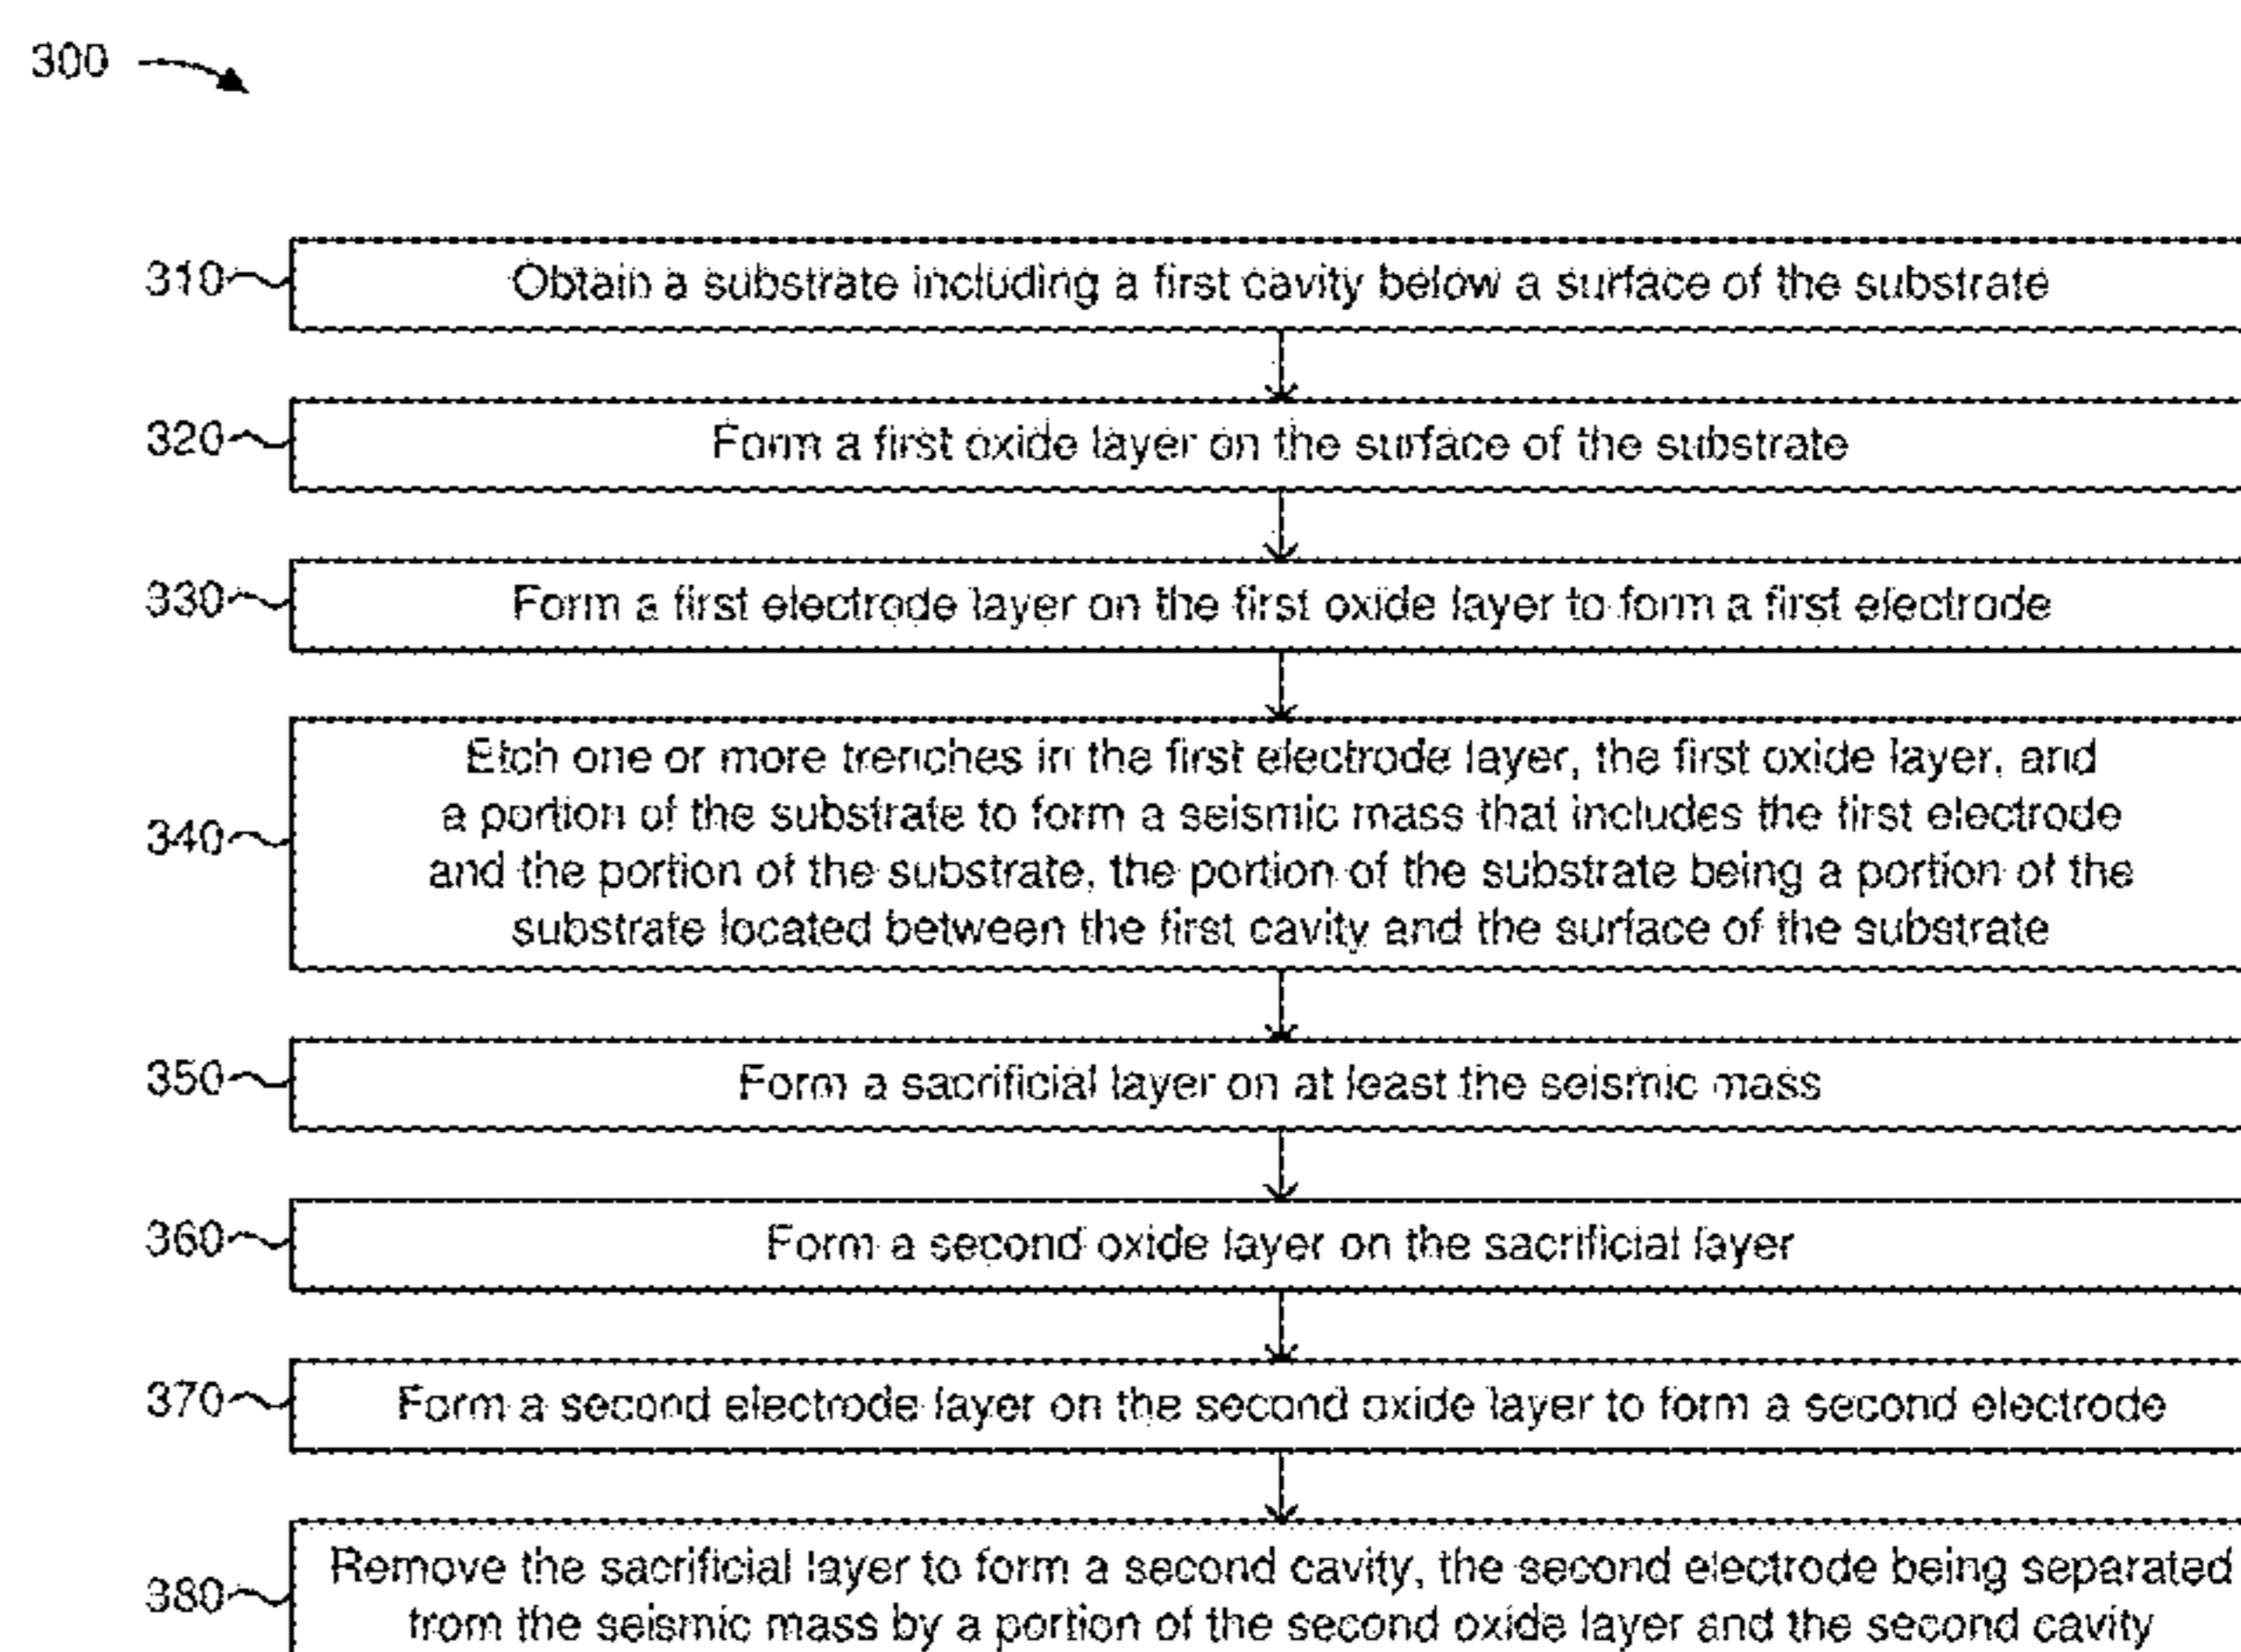 300
310 Obtain a substrate including a first cavity below a surface of the substrate
320 Form a first oxide layer on the surface of the substrate
330 Form a first electrode layer on the first oxide layer to form a first electrode
Etch one or more trenches in the first electrode layer, the first oxide layer, and
a portion of the substrate to form a seismic mass that includes the first electrode
340 and the portion of the substrate, the portion of the substrate being a portion of the
substrate located between the first cavity and the surface of the substrate
350 Form a sacrificial layer on at least the seismic mass
360 Form a second oxide layer on the sacrificial layer
370 Form a second electrode layer on the second oxide layer to form a second electrode
380 Remove the sacrificial layer to form a second cavity, the second electrode being separated
from the seismic mass by a portion of the second oxide layer and the second cavity